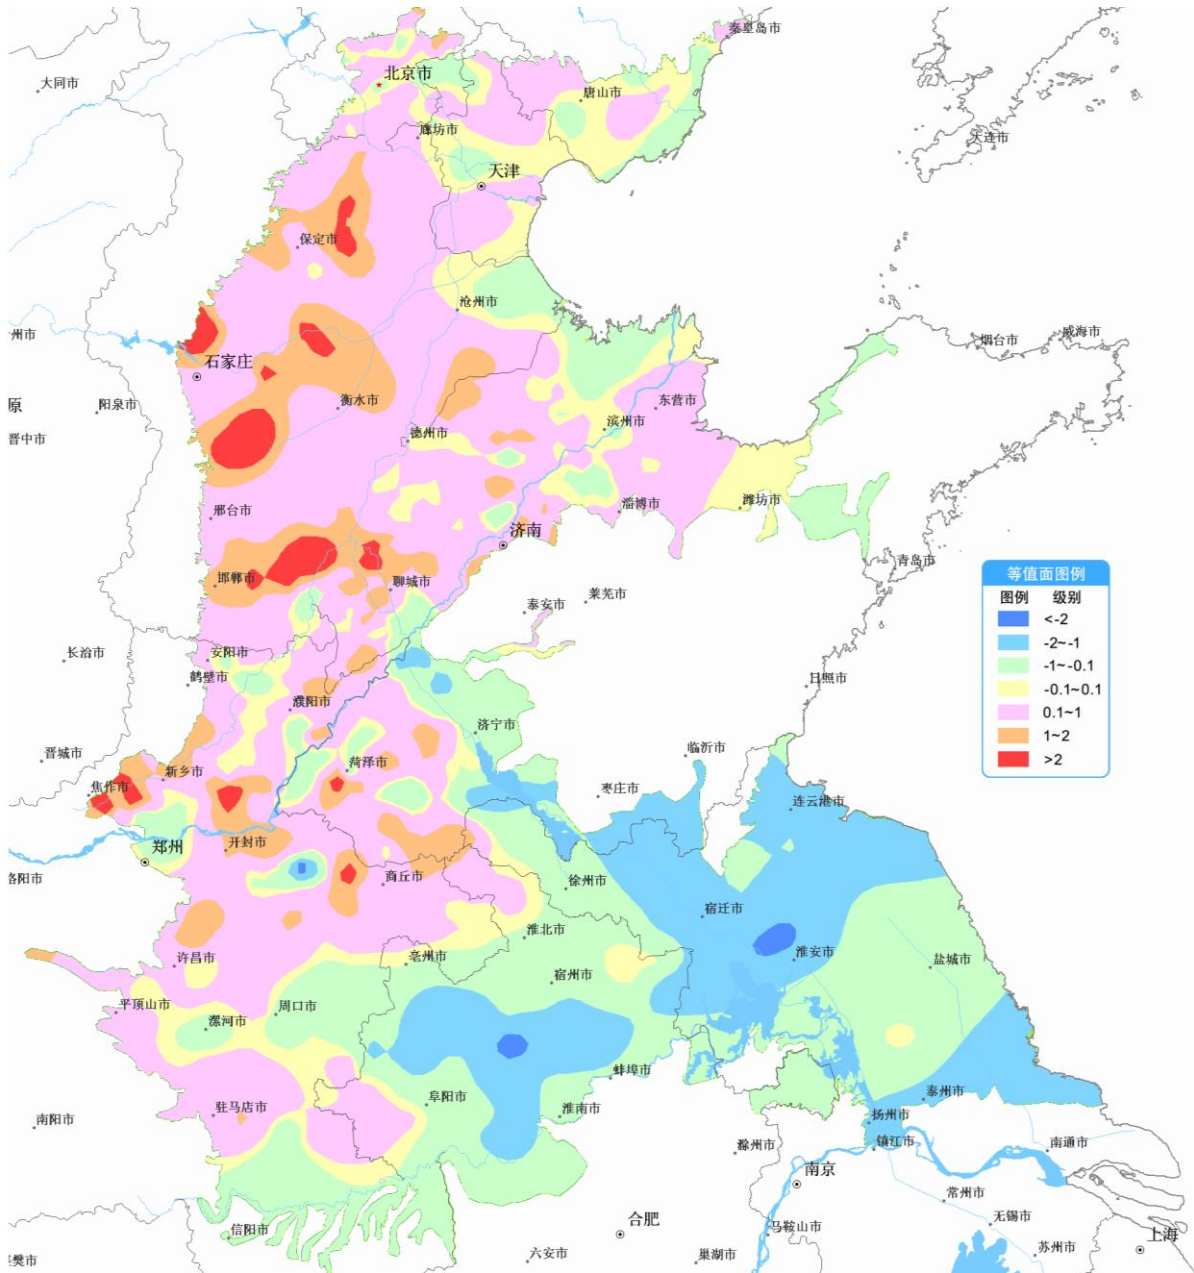 秦皇岛市
大同市
北京市
唐山市
廊坊市
大连市
天津
保定市
沧州市
州市
烟台市
威海市
石家庄
原
阳泉市
衡水市
东营市
滨州市
晋中市
德州市
邢台市
淄博市
潍坊市
济南
青岛市
邯郸市
聊城市
泰安市
莱芜市
等值面图例
图例 级别
<-2
-2~-1
-1~-0.1
-0.1~0.1
0.1~1
1~2
>2
长治市
安阳市
鹤壁市
日照市
濮阳市
济宁市
晋城市
临沂市
新乡市
菏泽市
焦作市
枣庄市
连云港市
郑州
开封市
洛阳市
商丘市
徐州市
宿迁市
淮北市
许昌市
亳州市
淮安市
盐城市
宿州市
平顶山市
周口市
漯河市
蚌埠市
泰州市
阜阳市
驻马店市
淮南市
扬州市
南阳市
滁州市
镇江市
南通市
南京
常州市
合肥
无锡市
信阳市
马鞍山市
上海
六安市
巢湖市
苏州市
樊市